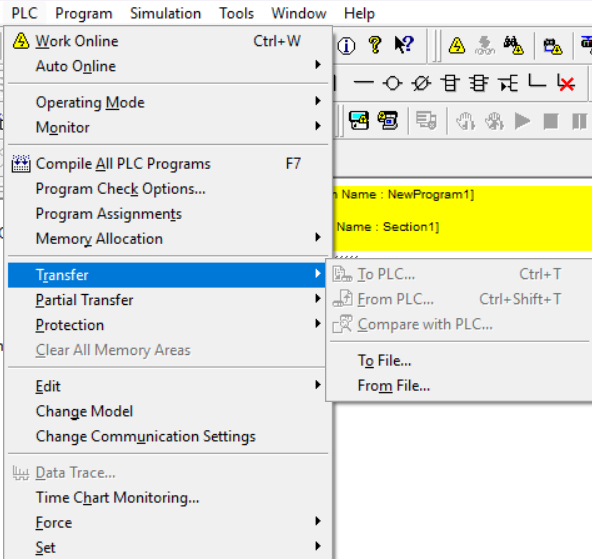 PLC Program Simulation Tools Window Help
Work Online Ctrl+W
Auto Online
Operating Mode
Monitor
Compile All PLC Programs F7
Program Check Options...
Program Assignments
Memory Allocation
Name : NewProgram1]
Name : Section1]
Transfer
To PLC... Ctrl+T
From PLC... Ctrl+Shift+T
Compare with PLC...
To File...
From File...
Partial Transfer
Protection
Clear All Memory Areas
Edit
Change Model
Change Communication Settings
Data Trace...
Time Chart Monitoring...
Force
Set